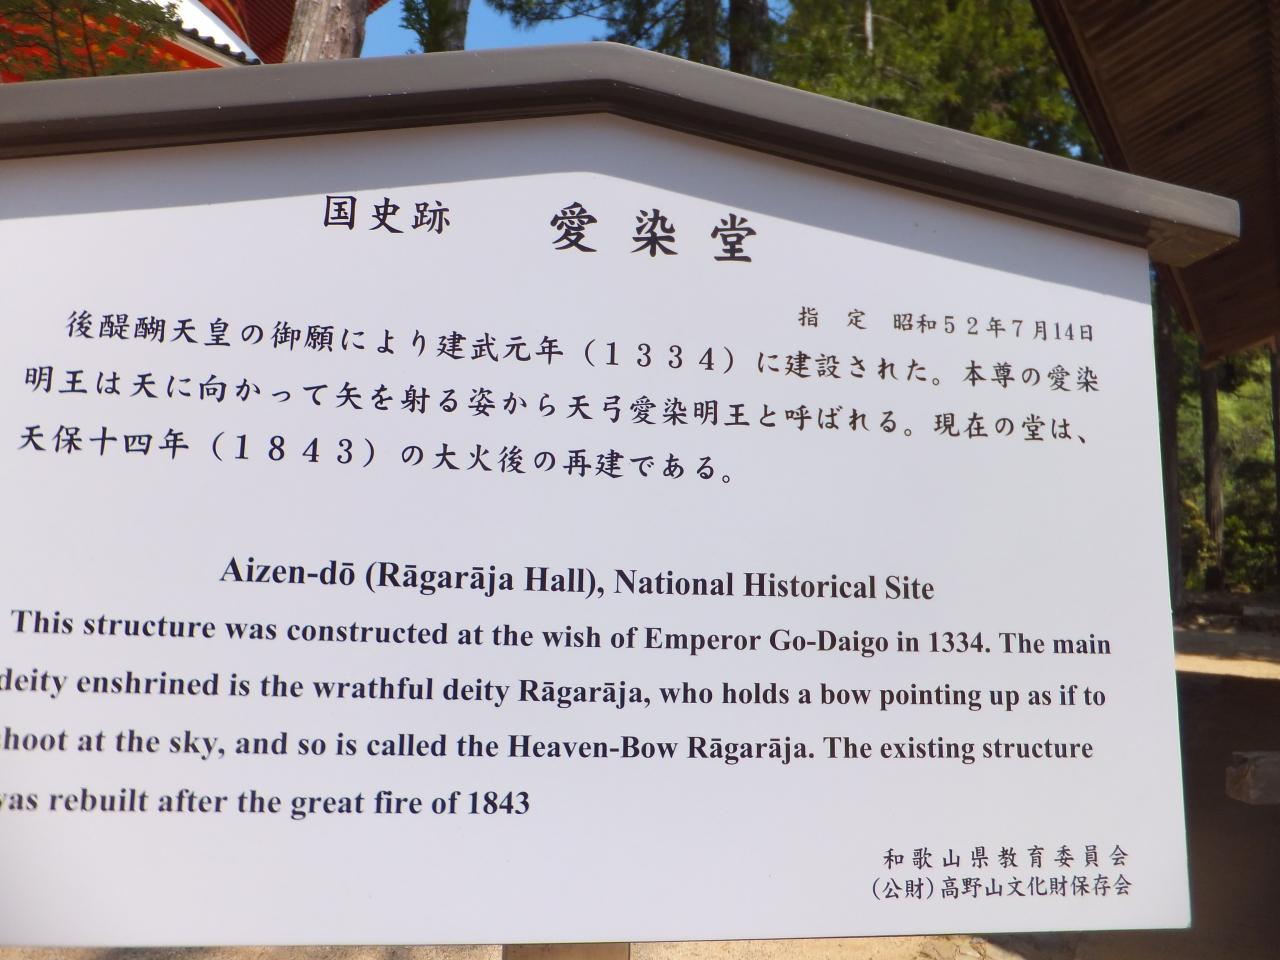 国史跡 愛染堂
指定 昭和52年7月14日
後醍醐天皇の御願により建武元年(1334)に建設された。本尊の愛染
明王は天に向かって矢を射る姿から天弓愛染明王と呼ばれる。現在の堂は、
天保十四年(1843)の大火後の再建である。
Aizen-dō (Rāgarāja Hall), National Historical Site
This structure was constructed at the wish of Emperor Go-Daigo in 1334. The main
deity enshrined is the wrathful deity Rāgarāja, who holds a bow pointing up as if to
shoot at the sky, and so is called the Heaven-Bow Rāgarāja. The existing structure
was rebuilt after the great fire of 1843
和歌山県教育委員会
(公財)高野山文化財保存会